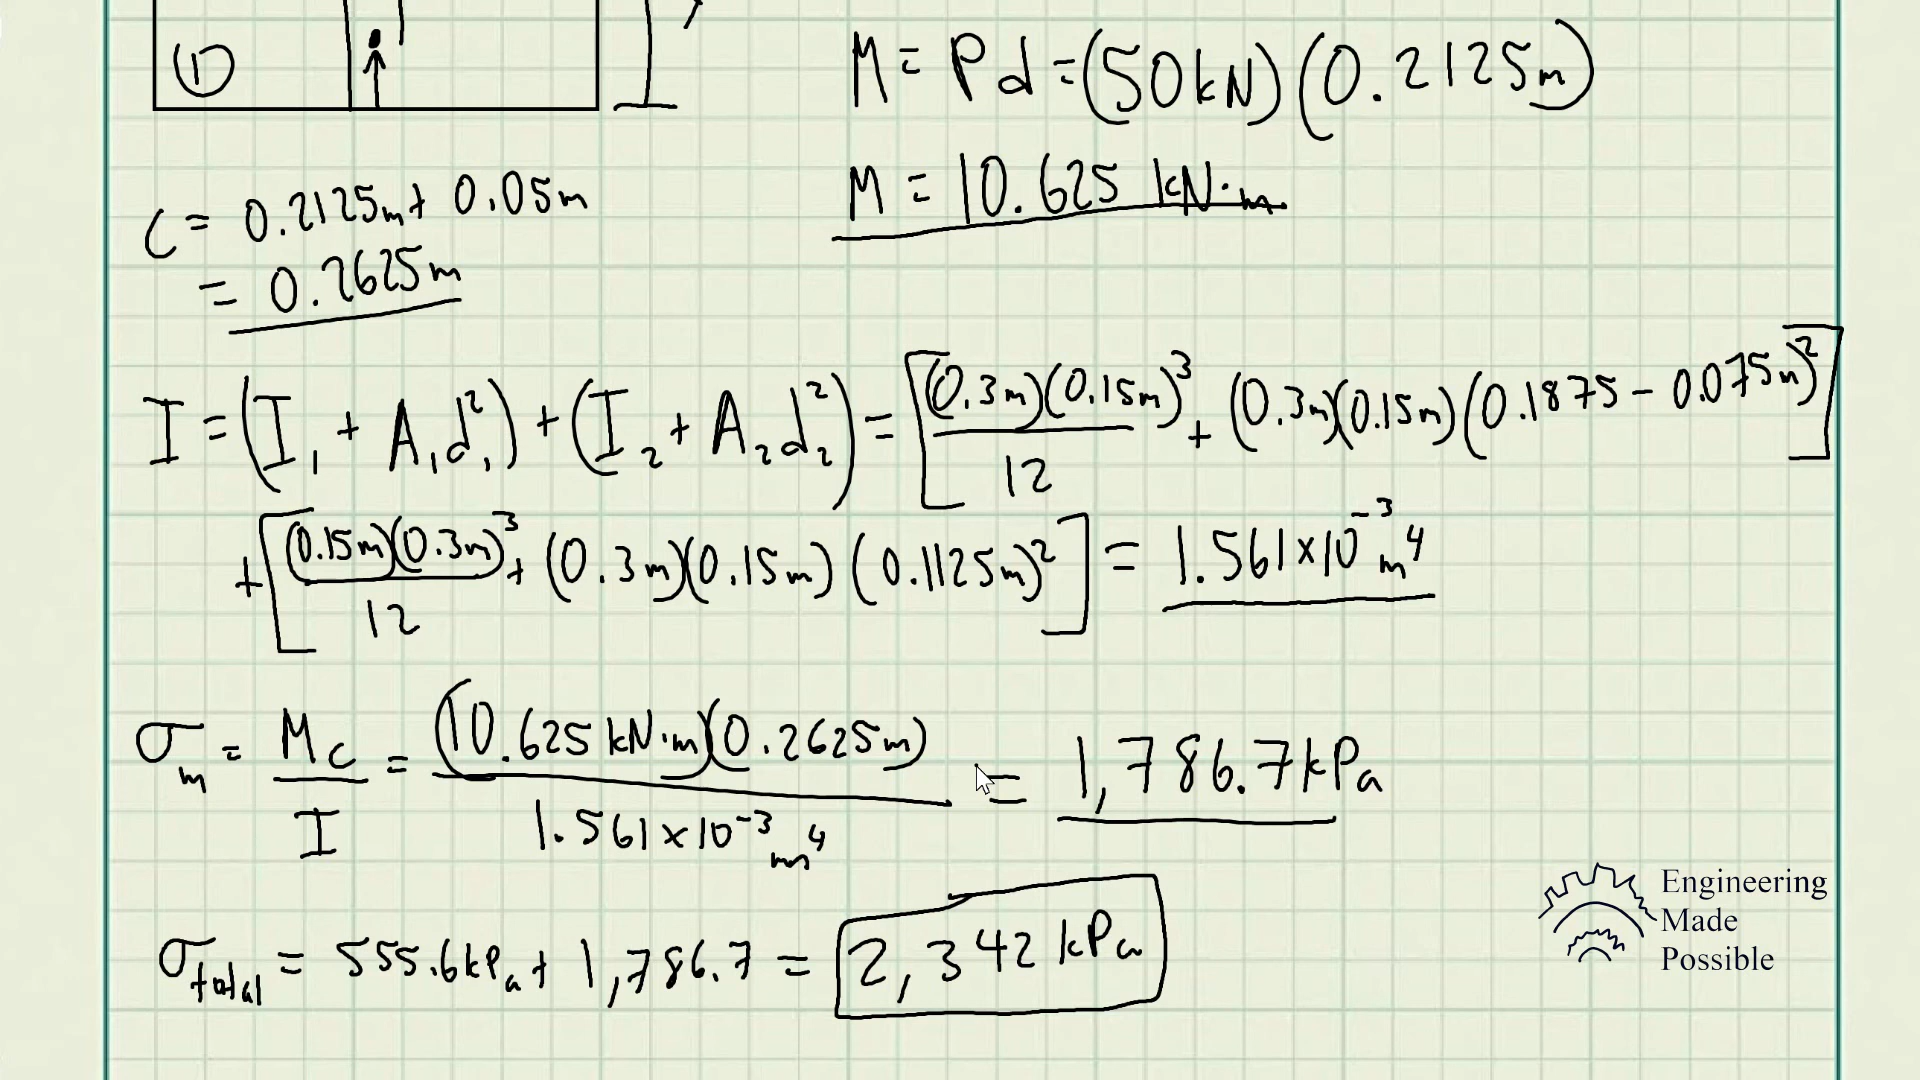 ①
M = Pd = (50kN)(0.2125m)
M = 10.625 kN·m
C = 0.2125m + 0.05m
= 0.2625m
I = (I₁ + A₁d₁²) + (I₂ + A₂d₂²) = [(0.3m)(0.15m)³/12 + (0.3m)(0.15m)(0.1875 - 0.075m)²]
+ [(0.15m)(0.3m)³/12 + (0.3m)(0.15m)(0.1125m)²] = 1.561×10⁻³ m⁴
σm = Mc/I = (10.625 kN·m)(0.2625m)/1.561×10⁻³ m⁴ = 1,786.7 kPa
σtotal = 555.6kPa + 1,786.7 = 2,342 kPa
Engineering
Made
Possible